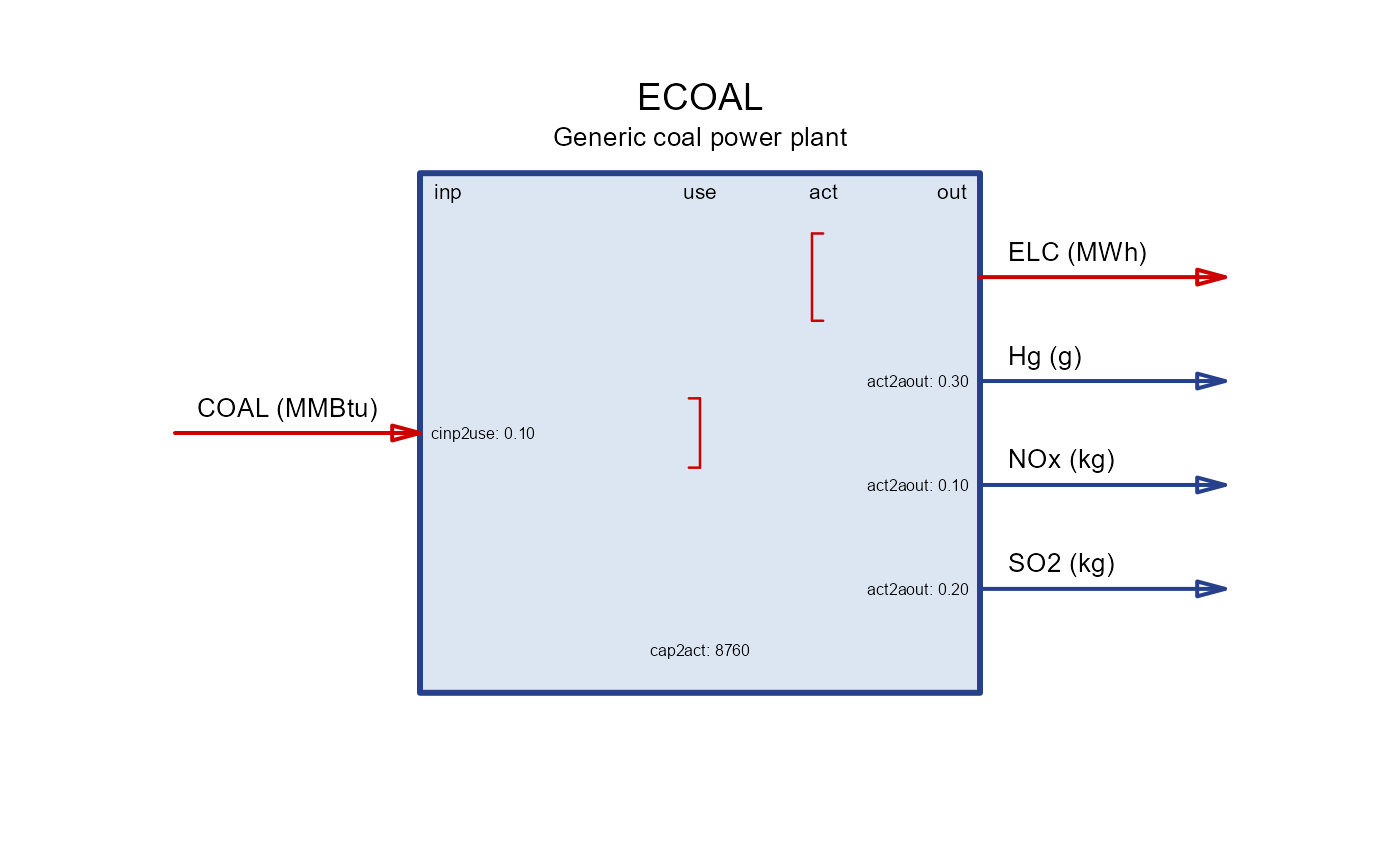 ECOAL
Generic coal power plant
inp use act out
ELC (MWh)
Hg (g)
act2aout: 0.30
COAL (MMBtu)
cinp2use: 0.10
NOx (kg)
act2aout: 0.10
SO2 (kg)
act2aout: 0.20
cap2act: 8760